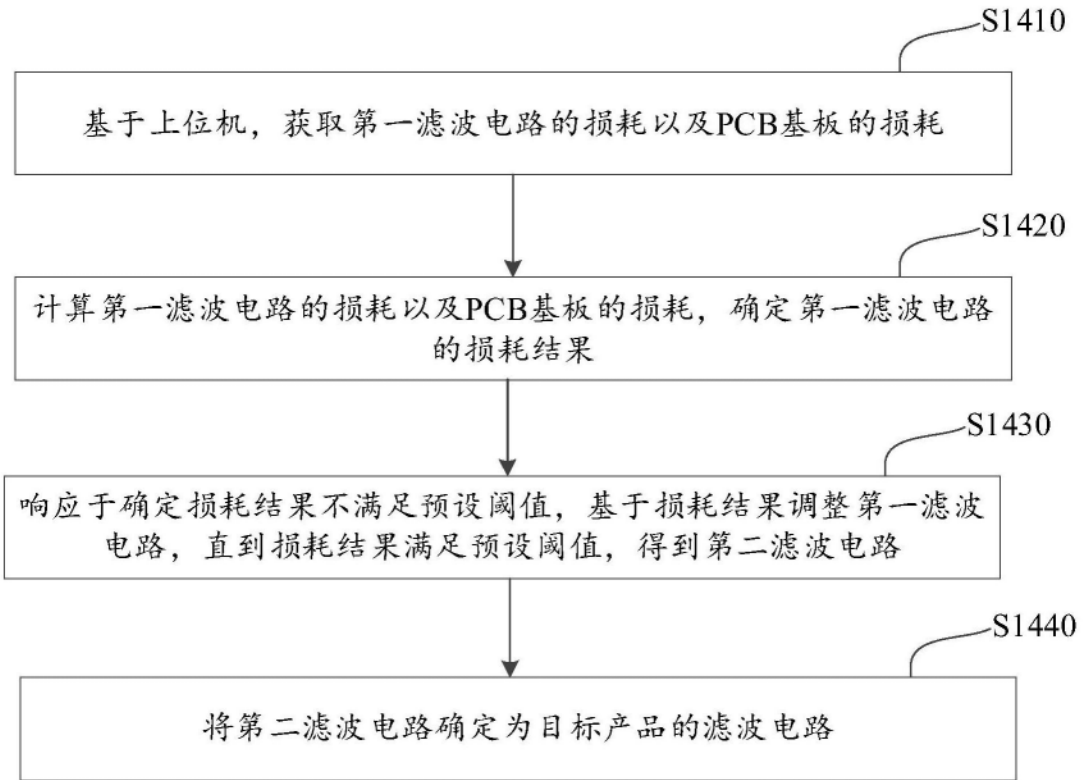 S1410
基于上位机，获取第一滤波电路的损耗以及PCB基板的损耗
S1420
计算第一滤波电路的损耗以及PCB基板的损耗，确定第一滤波电路
的损耗结果
S1430
响应于确定损耗结果不满足预设阈值，基于损耗结果调整第一滤波
电路，直到损耗结果满足预设阈值，得到第二滤波电路
S1440
将第二滤波电路确定为目标产品的滤波电路